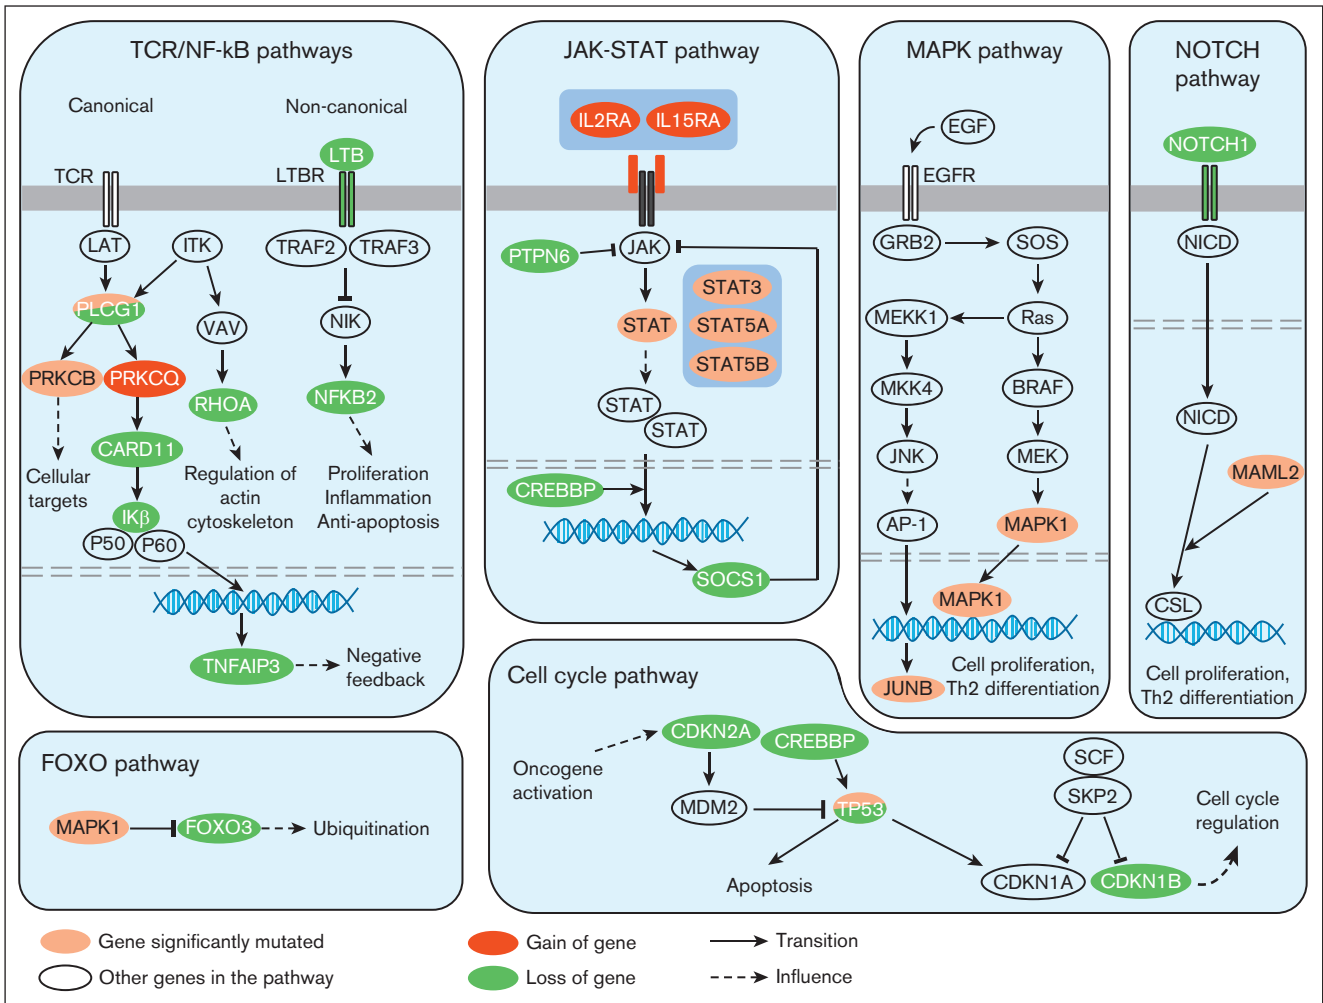 TCR/NF-kB pathways
Canonical
Non-canonical
LTB
TCR
LTBR
LAT
ITK
TRAF2
TRAF3
PLCG1
VAV
NIK
PRKCB
PRKCQ
RHOA
NFKB2
CARD11
Cellular
targets
Regulation of
actin
cytoskeleton
Proliferation
Inflammation
Anti-apoptosis
IKβ
P50
P60
TNFAIP3
Negative
feedback
JAK-STAT pathway
IL2RA
IL15RA
PTPN6
JAK
STAT3
STAT
STAT5A
STAT5B
STAT
STAT
CREBBP
SOCS1
MAPK pathway
EGF
EGFR
GRB2
SOS
MEKK1
Ras
MKK4
BRAF
JNK
MEK
AP-1
MAPK1
MAPK1
JUNB
Cell proliferation,
Th2 differentiation
NOTCH
pathway
NOTCH1
NICD
NICD
MAML2
CSL
Cell proliferation,
Th2 differentiation
FOXO pathway
MAPK1
FOXO3
Ubiquitination
Cell cycle pathway
CDKN2A
CREBBP
Oncogene
activation
MDM2
TP53
SCF
SKP2
Cell cycle
regulation
Apoptosis
CDKN1A
CDKN1B
Gene significantly mutated
Gain of gene
Transition
Other genes in the pathway
Loss of gene
Influence